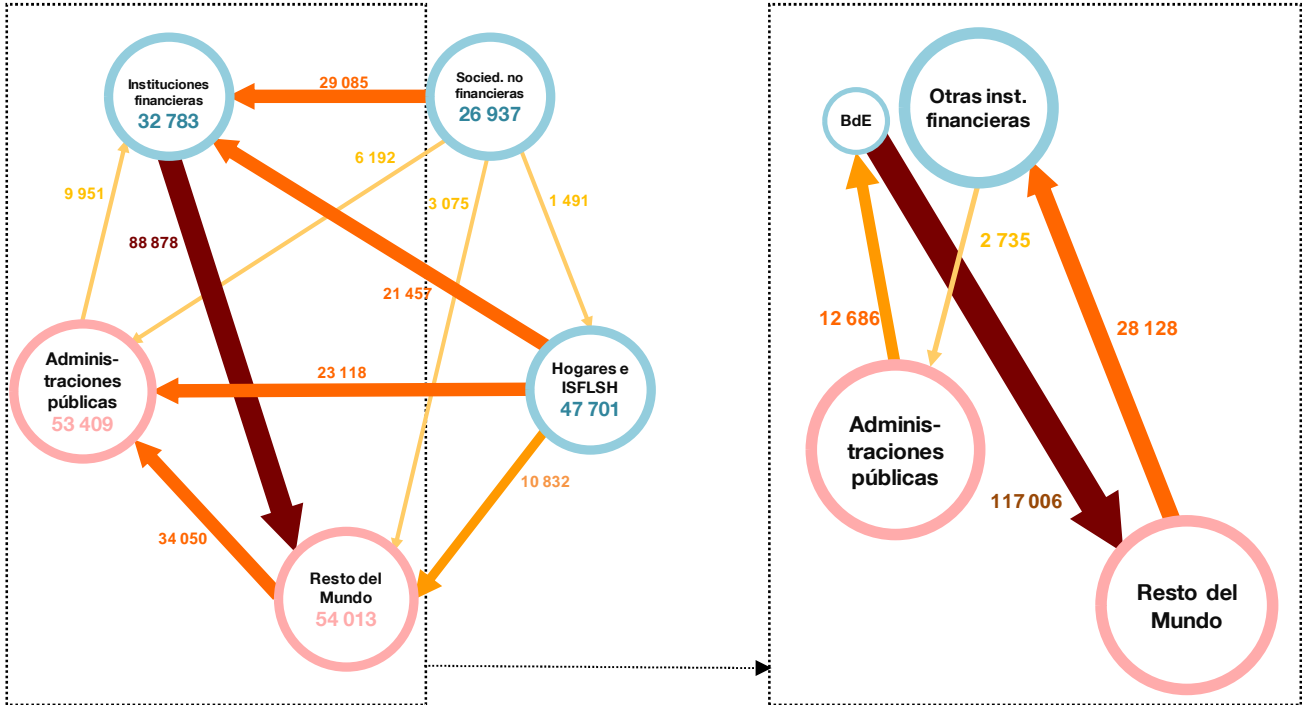 Instituciones
financieras
32 783
29 085
Socied. no
financieras
26 937
6 192
9 951
3 075
1 491
88 878
21 457
Adminis-
traciones
públicas
53 409
23 118
Hogares e
ISFLSH
47 701
10 832
34 050
Resto del
Mundo
54 013
BdE
Otras inst.
financieras
2 735
12 686
28 128
Adminis-
traciones
públicas
117 006
Resto del
Mundo